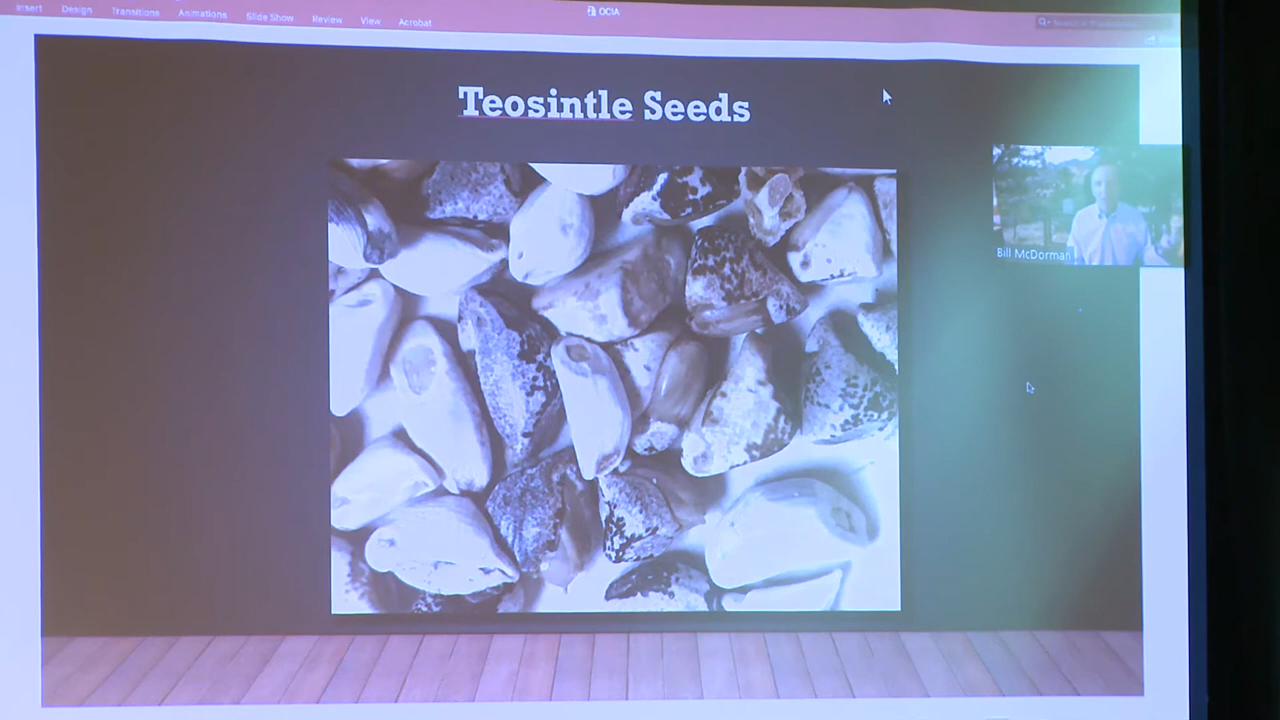 Insert Design Transitions Animations Slide Show Review View Acrobat
OCIA
Teosintle Seeds
Bill McDorman